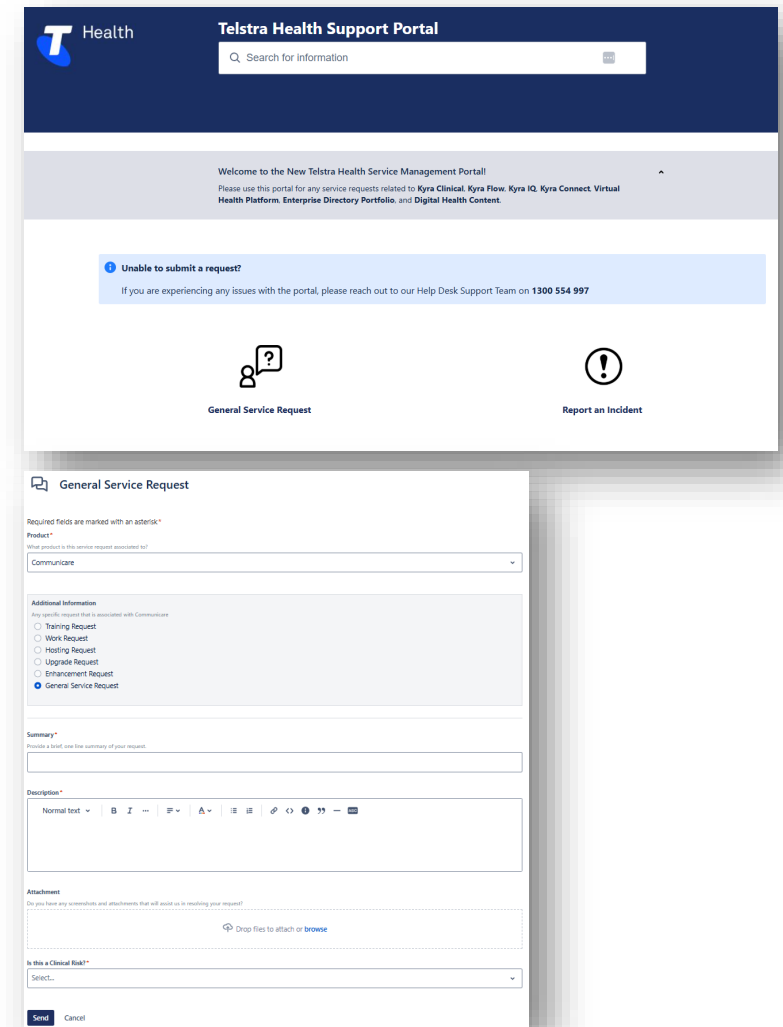 Health
Telstra Health Support Portal
Search for information
Welcome to the New Telstra Health Service Management Portal!
Please use this portal for any service requests related to Kyra Clinical, Kyra Flow, Kyra IQ, Kyra Connect, Virtual
Health Platform, Enterprise Directory Portfolio, and Digital Health Content.
Unable to submit a request?
If you are experiencing any issues with the portal, please reach out to our Help Desk Support Team on 1300 554 997
General Service Request
Report an Incident
General Service Request
Required fields are marked with an asterisk*
Product*
What product is this service request associated to?
Communicare
Additional Information
Any specific request that is associated with Communicare
Training Request
Work Request
Hosting Request
Upgrade Request
Enhancement Request
General Service Request
Summary*
Provide a brief, one line summary of your request.
Description*
Normal text B I ... A
Attachment
Do you have any screenshots and attachments that will assist us in resolving your request?
Drop files to attach or browse
Is this a Clinical Risk?*
Select...
Send Cancel